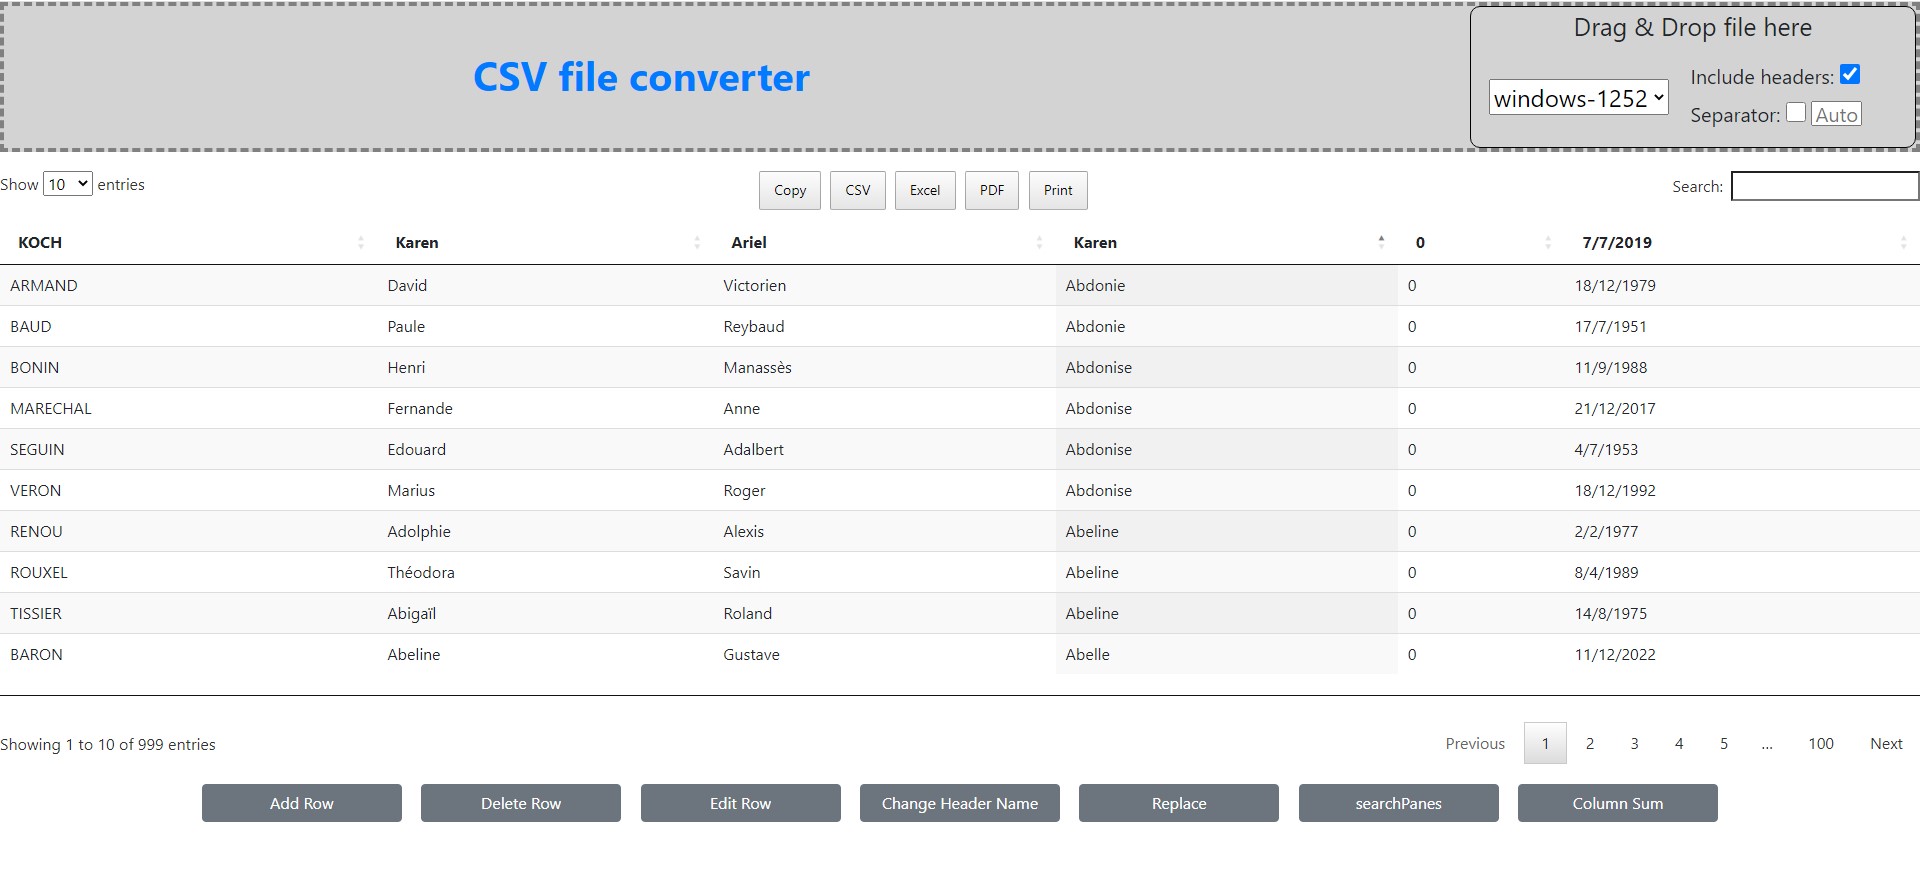 Drag & Drop file here
CSV file converter
windows-1252
Include headers:
Separator: Auto
Show 10 entries
Copy CSV Excel PDF Print
Search:
KOCH Karen Ariel Karen 0 7/7/2019
ARMAND David Victorien Abdonie 0 18/12/1979
BAUD Paule Reybaud Abdonie 0 17/7/1951
BONIN Henri Manassès Abdonise 0 11/9/1988
MARECHAL Fernande Anne Abdonise 0 21/12/2017
SEGUIN Edouard Adalbert Abdonise 0 4/7/1953
VERON Marius Roger Abdonise 0 18/12/1992
RENOU Adolphie Alexis Abeline 0 2/2/1977
ROUXEL Théodora Savin Abeline 0 8/4/1989
TISSIER Abigaïl Roland Abeline 0 14/8/1975
BARON Abeline Gustave Abelle 0 11/12/2022
Showing 1 to 10 of 999 entries
Previous 1 2 3 4 5 … 100 Next
Add Row Delete Row Edit Row Change Header Name Replace searchPanes Column Sum